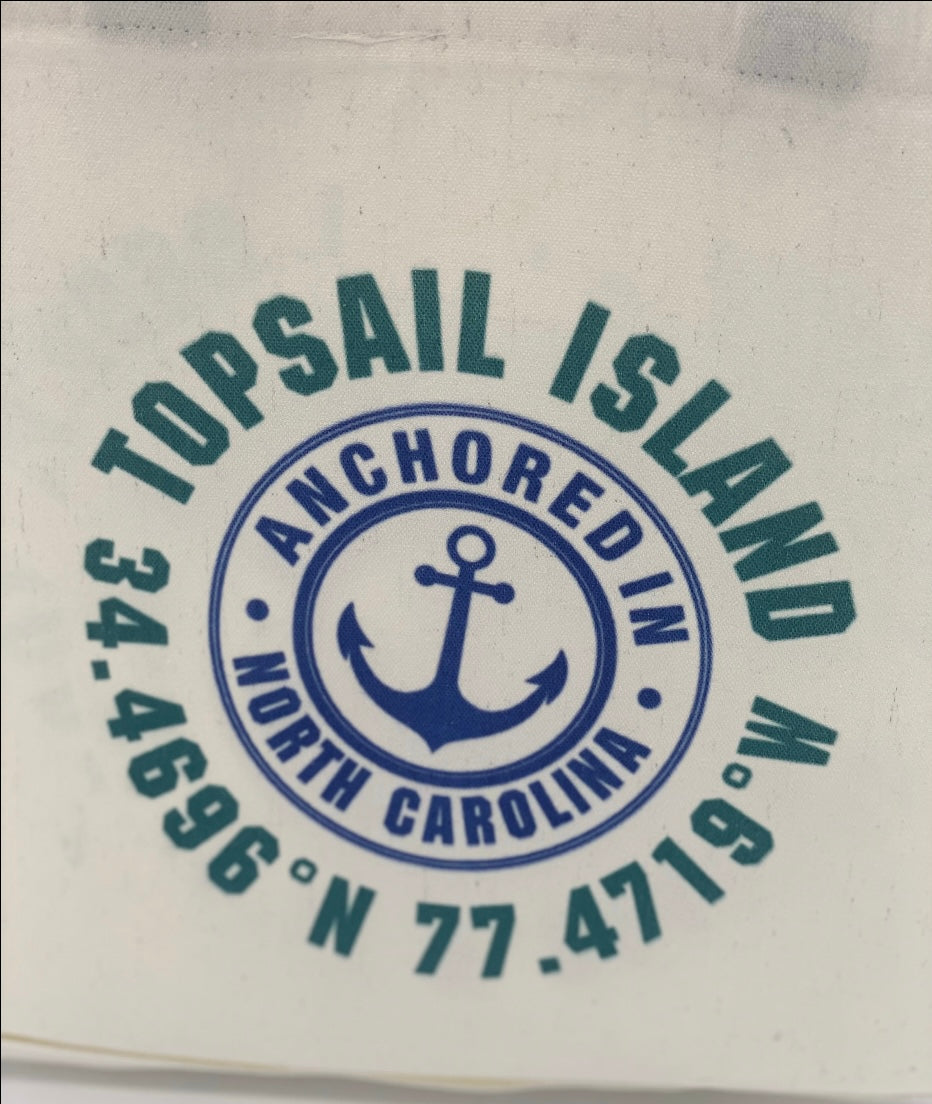 TOPSAIL ISLAND
ANCHORED IN
NORTH CAROLINA
34.4696°N 77.4719°W